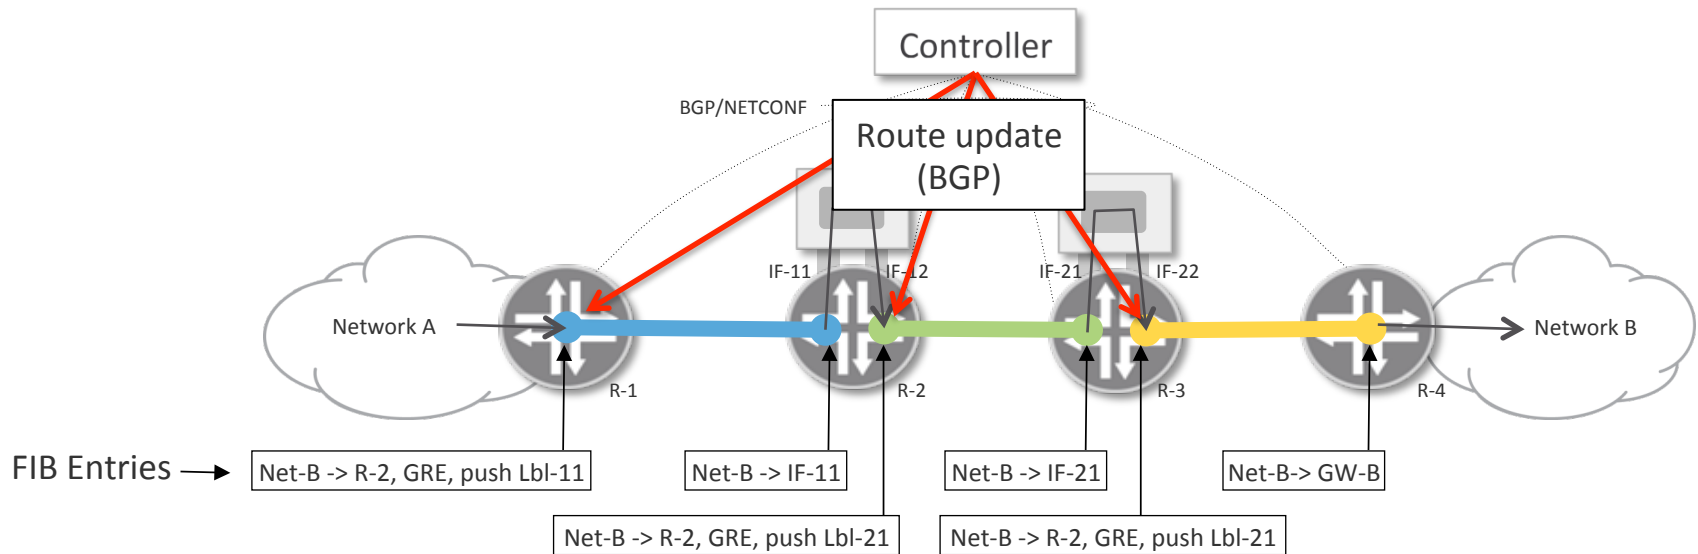 Controller
BGP/NETCONF
Route update
(BGP)
IF-11
IF-12
IF-21
IF-22
Network A
Network B
R-1
R-2
R-3
R-4
FIB Entries
Net-B -> R-2, GRE, push Lbl-11
Net-B -> IF-11
Net-B -> IF-21
Net-B-> GW-B
Net-B -> R-2, GRE, push Lbl-21
Net-B -> R-2, GRE, push Lbl-21